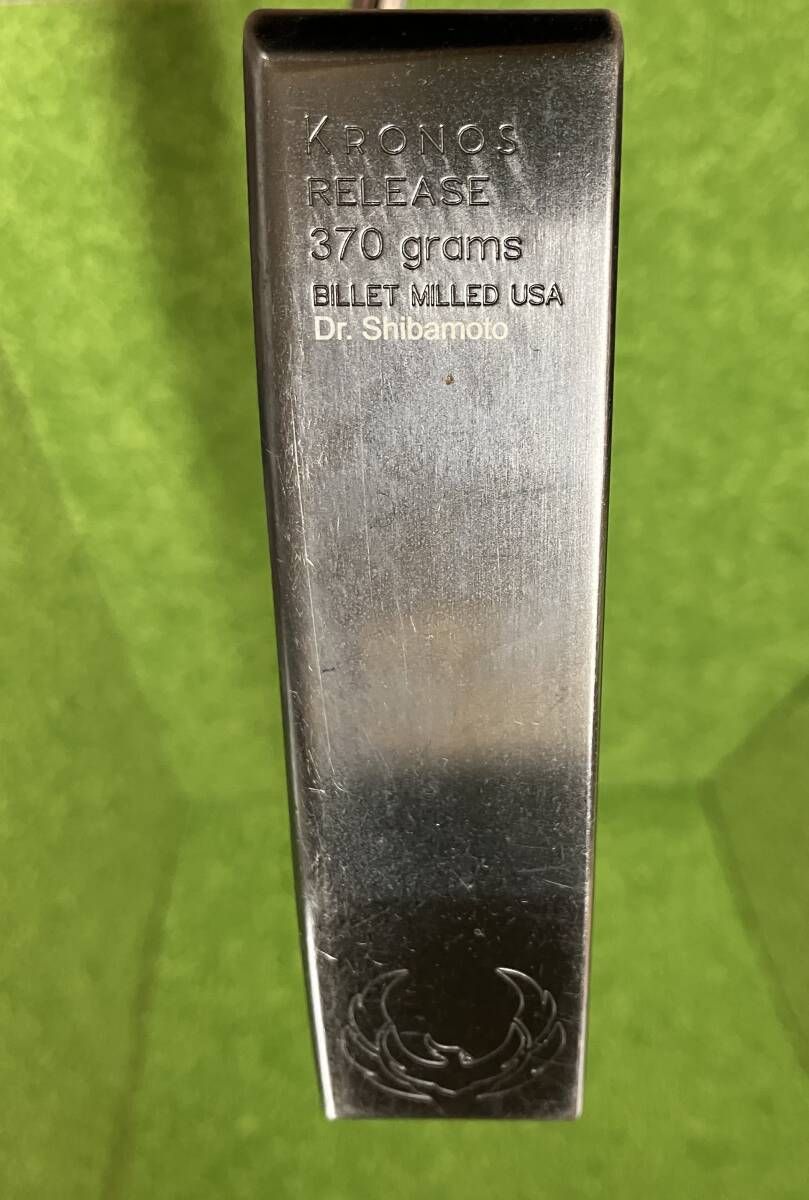 KRONOS
RELEASE
370 grams
BILLET MILLED USA
Dr. Shibamoto